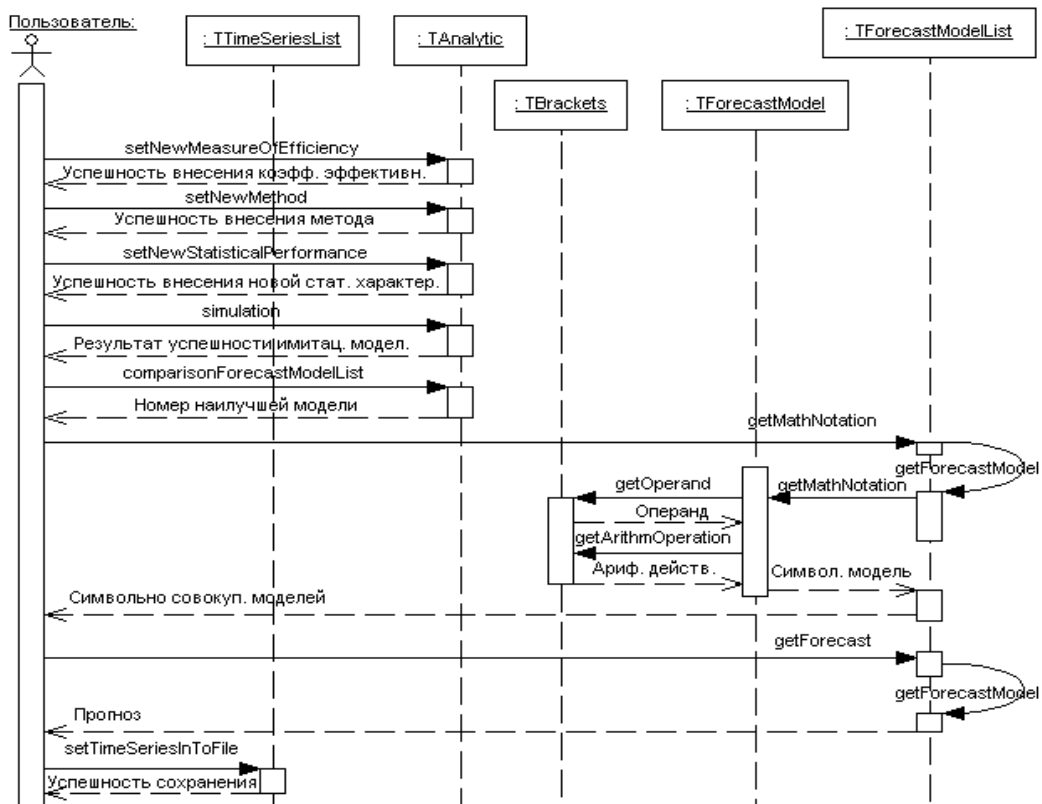 Пользователь:
: TTimeSeriesList
: TAnalytic
: TForecastModelList
: TBrackets
: TForecastModel
setNewMeasureOfEfficiency
Успешность внесения коэфф. эффективн.
setNewMethod
Успешность внесения метода
setNewStatisticalPerformance
Успешность внесения новой стат. характер.
simulation
Результат успешности имитац. модел.
comparisonForecastModelList
Номер наилучшей модели
getMathNotation
getForecastModel
getOperand
getMathNotation
Операнд
getArithmOperation
Ариф. действ.
Символ. модель
Символьно совокуп. моделей
getForecast
getForecastModel
Прогноз
setTimeSeriesInToFile
Успешность сохранения